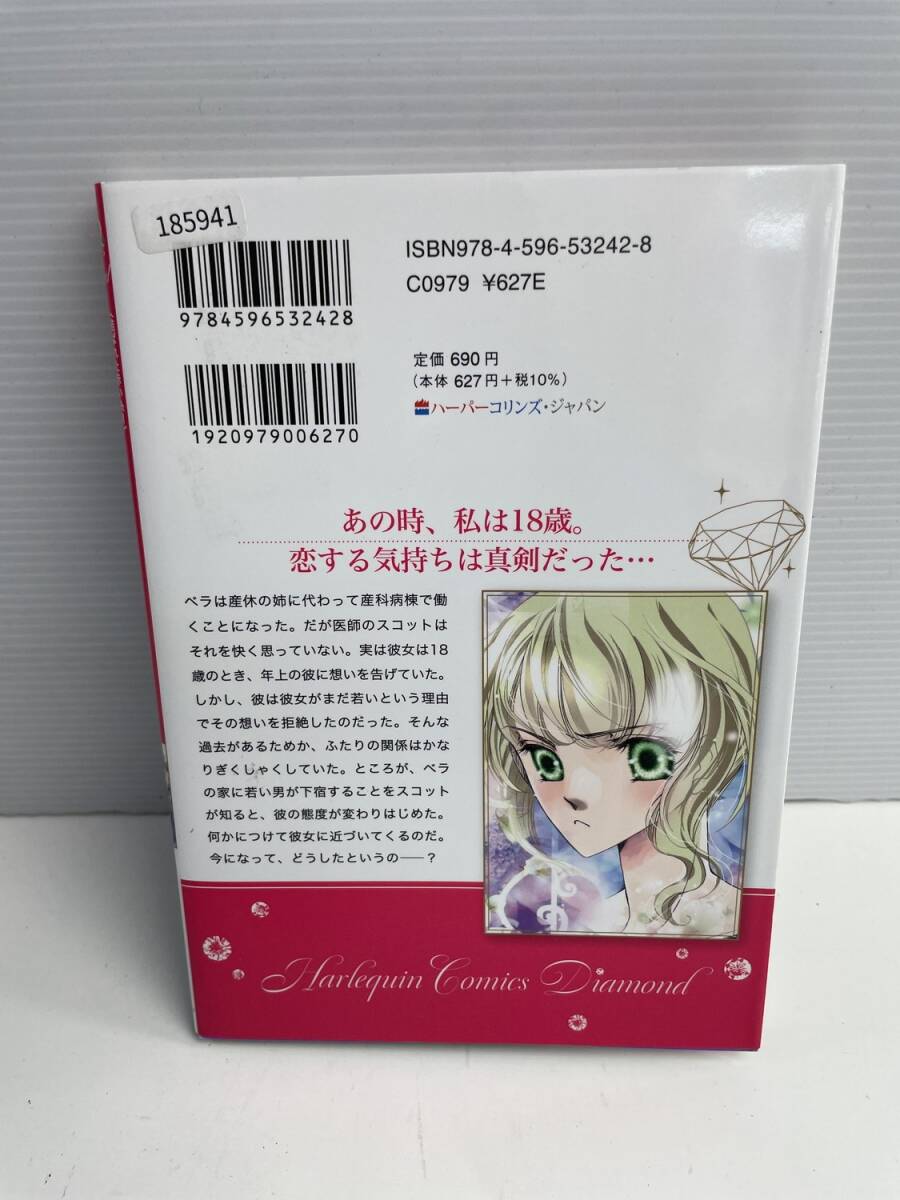 185941
ISBN978-4-596-53242-8
C0979 ¥627E
9784596532428
定価 690円
(本体 627円+税10%)
ハーパーコリンズ・ジャパン
1920979006270
あの時、私は18歳。
恋する気持ちは真剣だった…
ベラは産休の姉に代わって産科病棟で働
くことになった。だが医師のスコットは
それを快く思っていない。実は彼女は18
歳のとき、年上の彼に想いを告げていた。
しかし、彼は彼女がまだ若いという理由
でその想いを拒絶したのだった。そんな
過去があるためか、ふたりの関係はかな
りぎくしゃくしていた。ところが、ベラ
の家に若い男が下宿することをスコット
が知ると、彼の態度が変わりはじめた。
何かにつけて彼女に近づいてくるのだ。
今になって、どうしたというの――?
Harlequin Comics Diamond